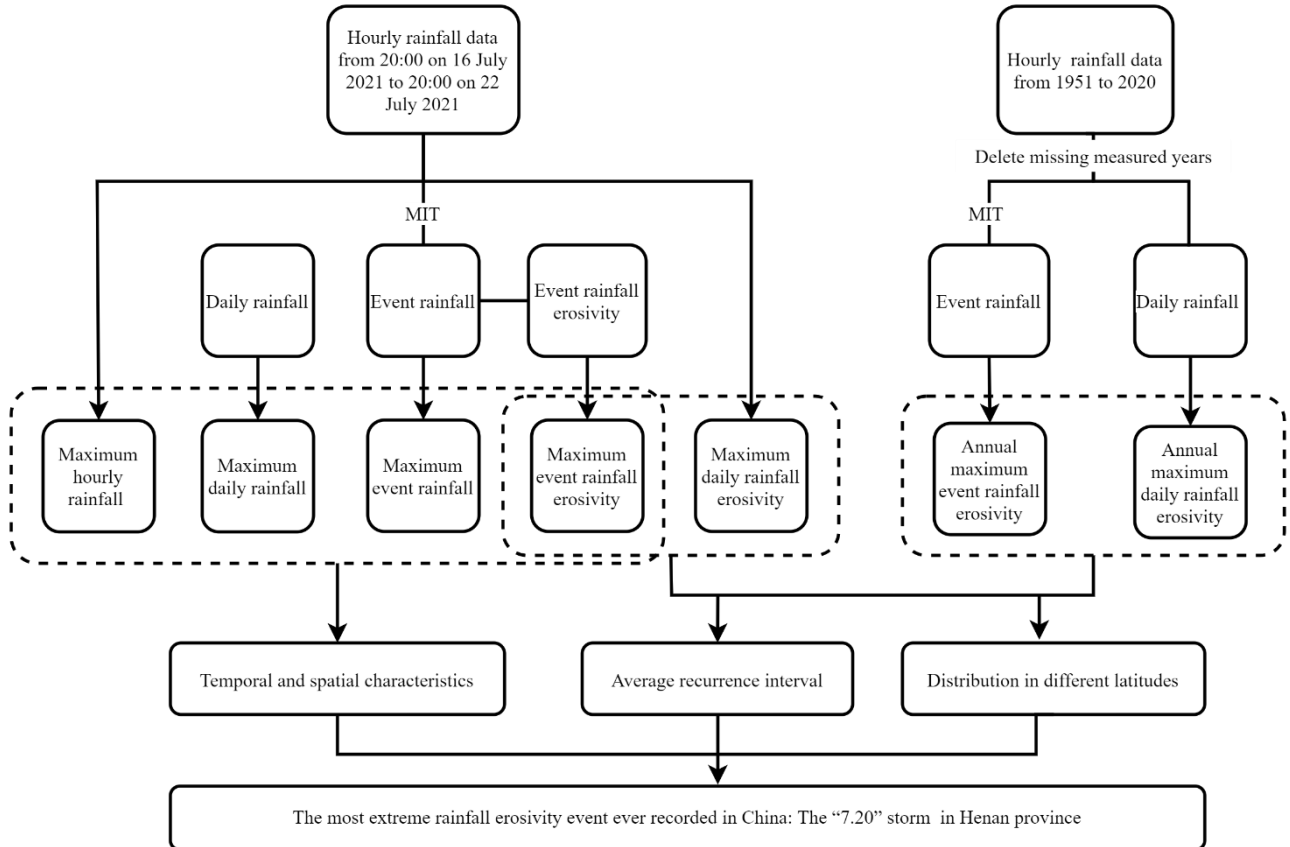 Hourly rainfall data
from 20:00 on 16 July
2021 to 20:00 on 22
July 2021
Hourly rainfall data
from 1951 to 2020
Delete missing measured years
MIT
MIT
Daily rainfall
Event rainfall
Event rainfall
erosivity
Event rainfall
Daily rainfall
Maximum
hourly
rainfall
Maximum
daily rainfall
Maximum
event rainfall
Maximum
event rainfall
erosivity
Maximum
daily rainfall
erosivity
Annual
maximum
event rainfall
erosivity
Annual
maximum
daily rainfall
erosivity
Temporal and spatial characteristics
Average recurrence interval
Distribution in different latitudes
The most extreme rainfall erosivity event ever recorded in China: The “7.20” storm in Henan province